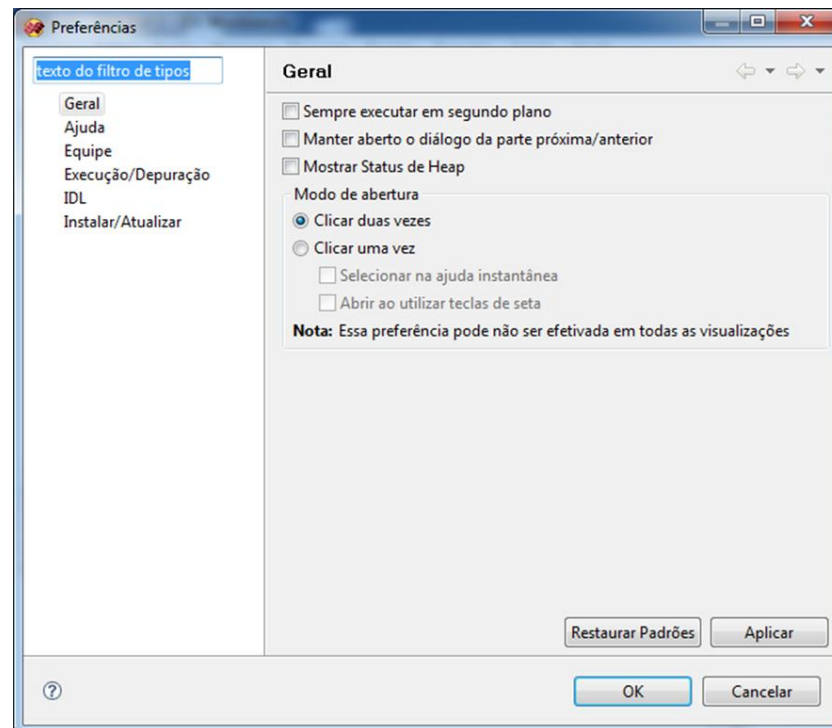 Preferências
texto do filtro de tipos
Geral
Ajuda
Equipe
Execução/Depuração
IDL
Instalar/Atualizar
Geral
Sempre executar em segundo plano
Manter aberto o diálogo da parte próxima/anterior
Mostrar Status de Heap
Modo de abertura
Clicar duas vezes
Clicar uma vez
Selecionar na ajuda instantânea
Abrir ao utilizar teclas de seta
Nota: Essa preferência pode não ser efetivada em todas as visualizações
Restaurar Padrões
Aplicar
?
OK
Cancelar